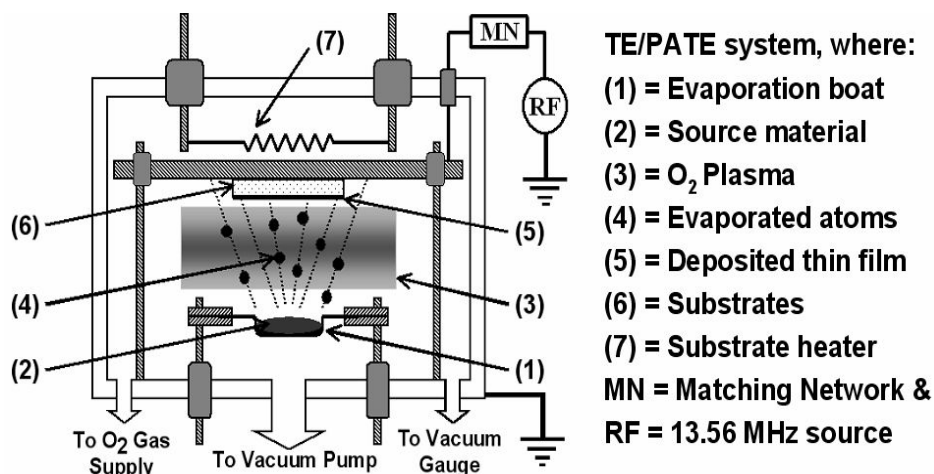 (7)
MN
RF
(6)
(5)
(4)
(3)
(2)
(1)
To O2 Gas
Supply
To Vacuum Pump
To Vacuum
Gauge
TE/PATE system, where:
(1) = Evaporation boat
(2) = Source material
(3) = O2 Plasma
(4) = Evaporated atoms
(5) = Deposited thin film
(6) = Substrates
(7) = Substrate heater
MN = Matching Network &
RF = 13.56 MHz source